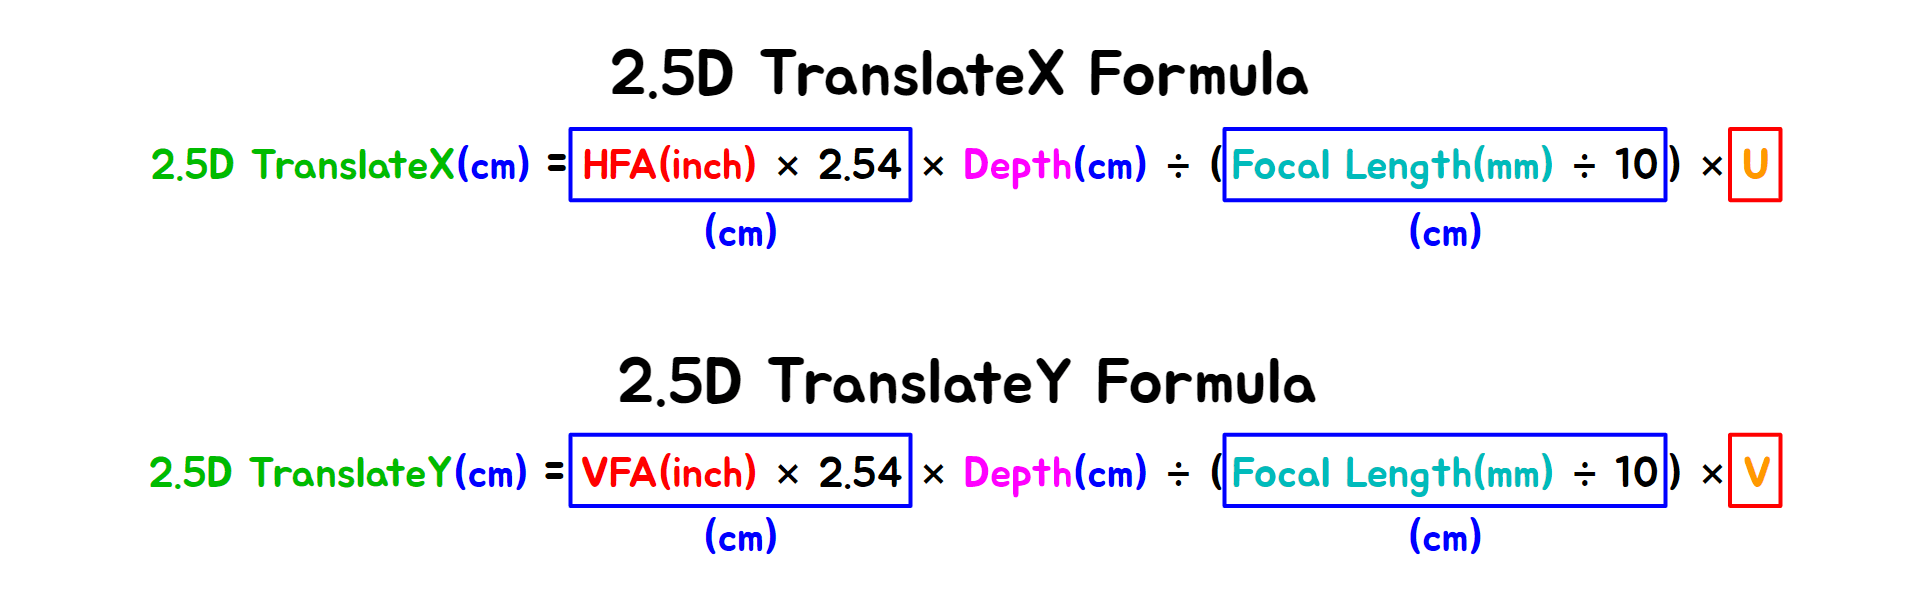 2.5D TranslateX Formula
2.5D TranslateX(cm) = HFA(inch) × 2.54 × Depth(cm) ÷ (Focal Length(mm) ÷ 10) × U
(cm) (cm)
2.5D TranslateY Formula
2.5D TranslateY(cm) = VFA(inch) × 2.54 × Depth(cm) ÷ (Focal Length(mm) ÷ 10) × V
(cm) (cm)